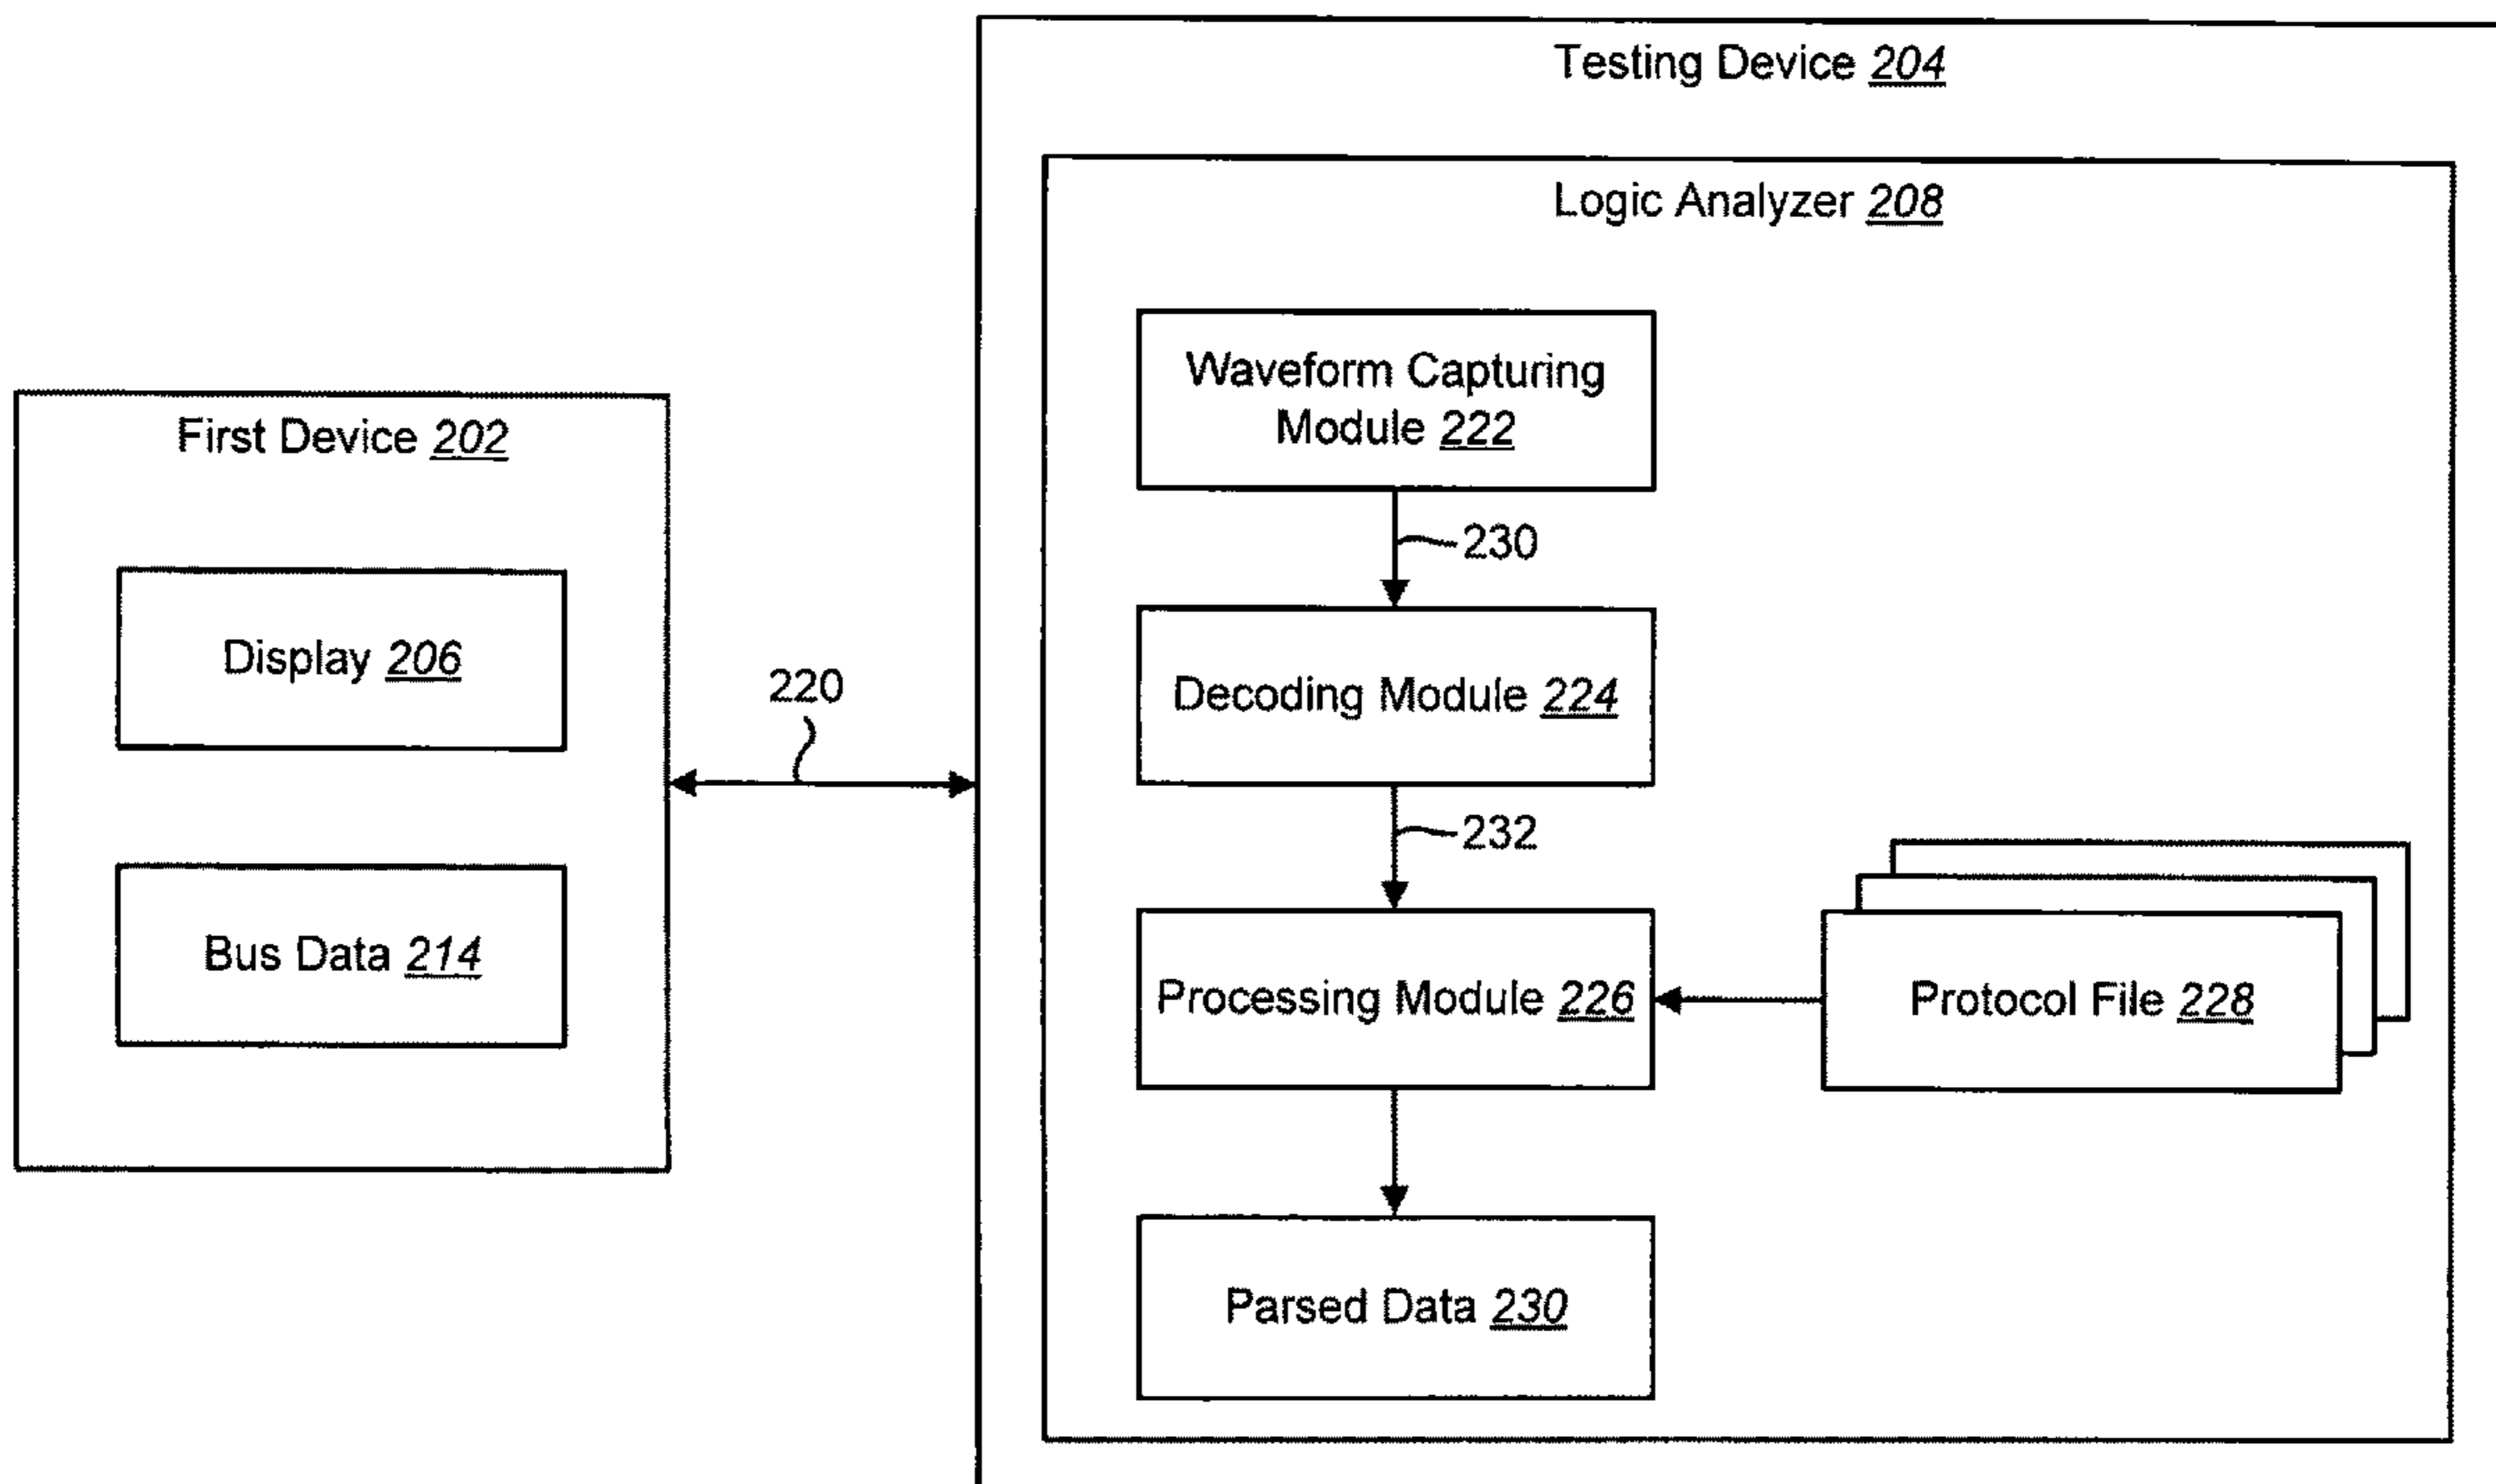 Testing Device 204
Logic Analyzer 208
Waveform Capturing
Module 222
First Device 202
230
Display 206
Decoding Module 224
220
232
Bus Data 214
Processing Module 226
Protocol File 228
Parsed Data 230